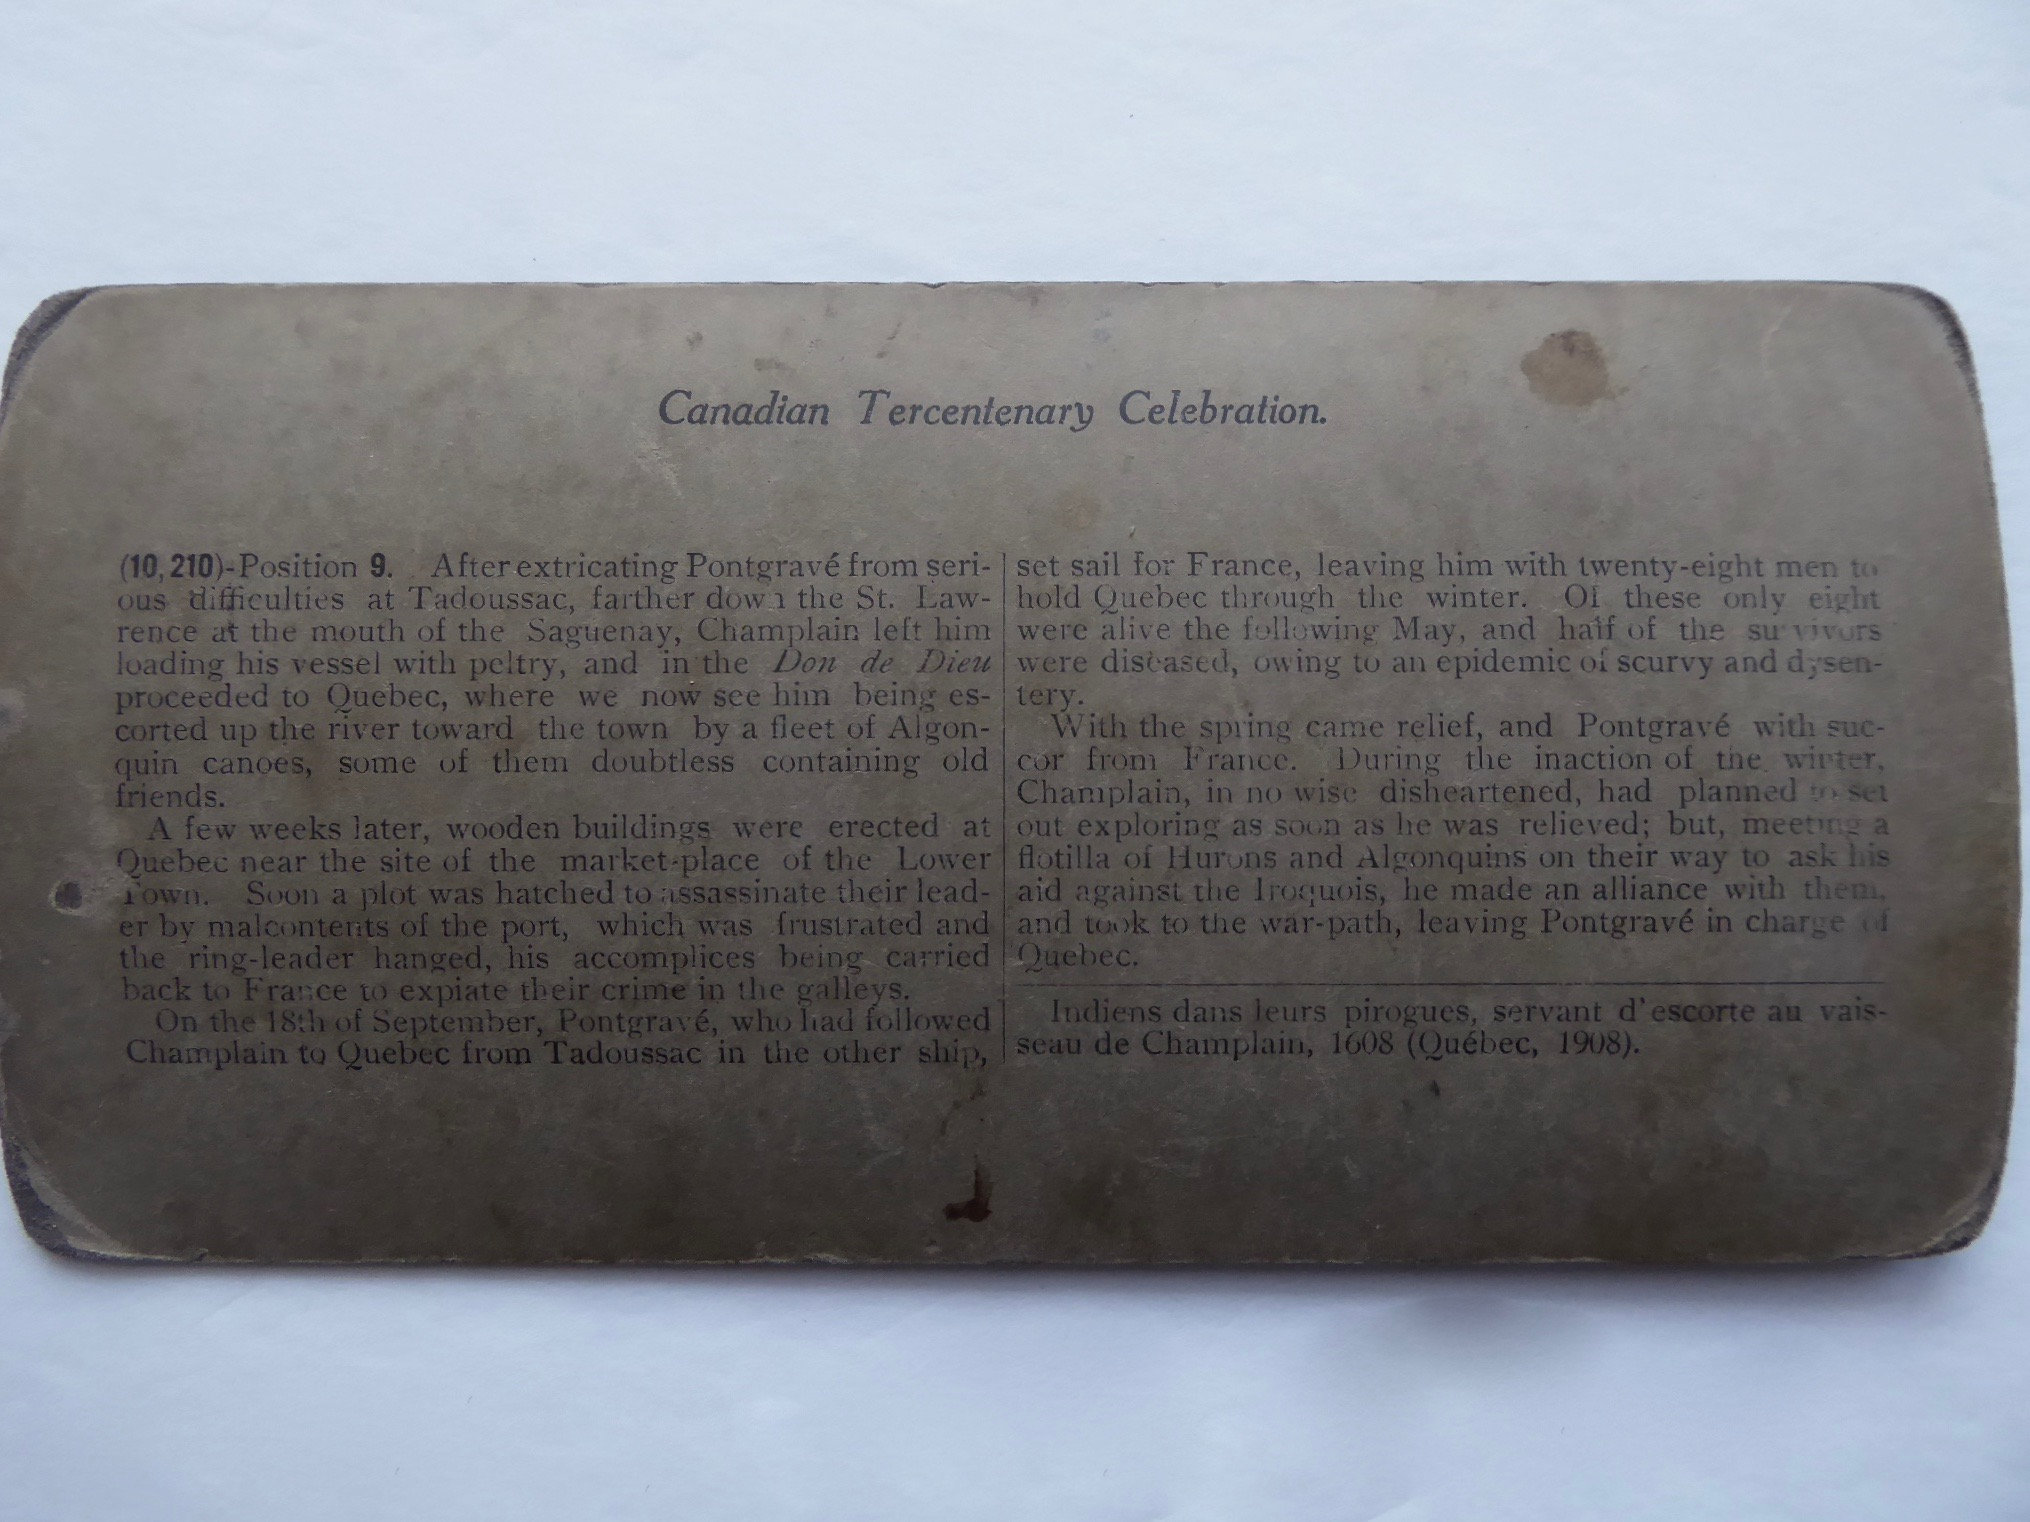 Canadian Tercentenary Celebration.
(10,210)-Position 9. After extricating Pontgravé from seri-
ous difficulties at Tadoussac, farther down the St. Law-
rence at the mouth of the Saguenay, Champlain left him
loading his vessel with peltry, and in the Don de Dieu
proceeded to Quebec, where we now see him being es-
corted up the river toward the town by a fleet of Algon-
quin canoes, some of them doubtless containing old
friends.
A few weeks later, wooden buildings were erected at
Quebec near the site of the market-place of the Lower
Town. Soon a plot was hatched to assassinate their lead-
er by malcontents of the port, which was frustrated and
the ring-leader hanged, his accomplices being carried
back to France to expiate their crime in the galleys.
On the 18th of September, Pontgravé, who had followed
Champlain to Quebec from Tadoussac in the other ship,
set sail for France, leaving him with twenty-eight men to
hold Quebec through the winter. Of these only eight
were alive the following May, and half of the survivors
were diseased, owing to an epidemic of scurvy and dysen-
tery.
With the spring came relief, and Pontgravé with suc-
cor from France. During the inaction of the winter,
Champlain, in no wise disheartened, had planned to set
out exploring as soon as he was relieved; but, meeting a
flotilla of Hurons and Algonquins on their way to ask his
aid against the Iroquois, he made an alliance with them,
and took to the war-path, leaving Pontgravé in charge of
Quebec.
Indiens dans leurs pirogues, servant d'escorte au vais-
seau de Champlain, 1608 (Québec, 1908).